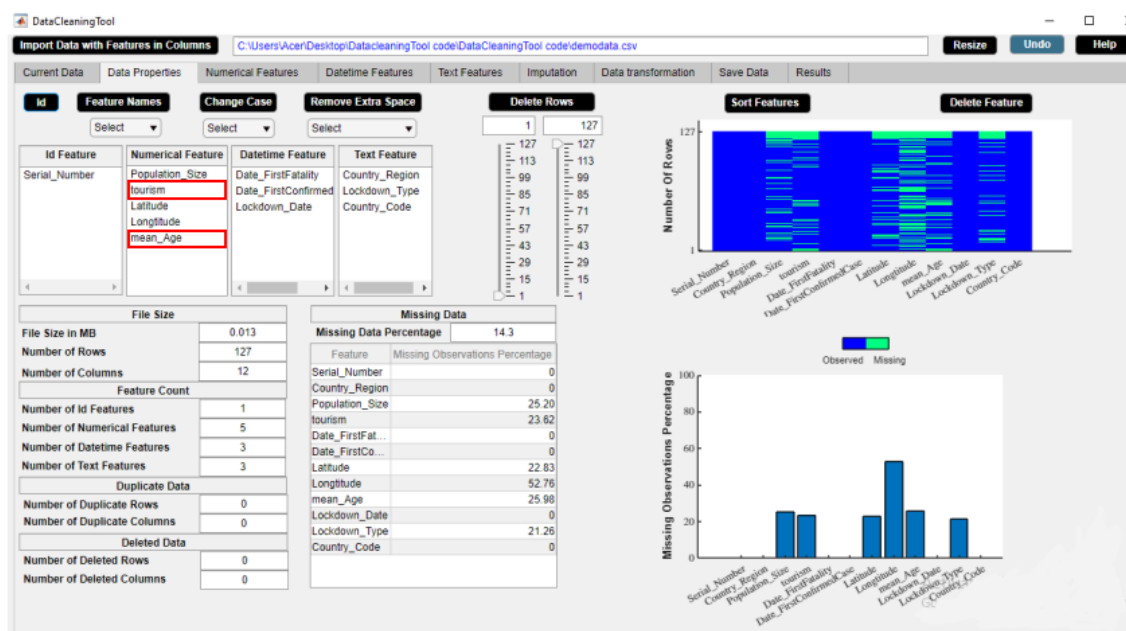 DataCleaningTool
Import Data with Features in Columns C:\Users\Acer\Desktop\DatacleaningTool code\DataCleaningTool code\demodata.csv Resize Undo Help
Current Data Data Properties Numerical Features Datetime Features Text Features Imputation Data transformation Save Data Results
Id Feature Names Change Case Remove Extra Space Delete Rows Sort Features Delete Feature
Select Select Select 1 127
Id Feature Numerical Feature Datetime Feature Text Feature
Serial_Number Population_Size Date_FirstFatality Country_Region
tourism Date_FirstConfirmed Lockdown_Type
Latitude Lockdown_Date Country_Code
Longtitude
mean_Age
127 127
113 113
99 99
85 85
71 71
57 57
43 43
29 29
15 15
1 1
Number Of Rows
127
1
Serial_Number Country_Region Population_Size tourism Date_FirstFatality Date_FirstConfirmedCase Latitude Longtitude mean_Age Lockdown_Date Lockdown_Type Country_Code
Observed Missing
File Size
File Size in MB 0.013
Number of Rows 127
Number of Columns 12
Feature Count
Number of Id Features 1
Number of Numerical Features 5
Number of Datetime Features 3
Number of Text Features 3
Duplicate Data
Number of Duplicate Rows 0
Number of Duplicate Columns 0
Deleted Data
Number of Deleted Rows 0
Number of Deleted Columns 0
Missing Data
Missing Data Percentage 14.3
Feature Missing Observations Percentage
Serial_Number 0
Country_Region 0
Population_Size 25.20
tourism 23.62
Date_FirstFat... 0
Date_FirstCo... 0
Latitude 22.83
Longtitude 52.76
mean_Age 25.98
Lockdown_Date 0
Lockdown_Type 21.26
Country_Code 0
Missing Observations Percentage
100
80
60
40
20
0
Serial_Number Country_Region Population_Size tourism Date_FirstFatality Date_FirstConfirmedCase Latitude Longtitude mean_Age Lockdown_Date Lockdown_Type Country_Code